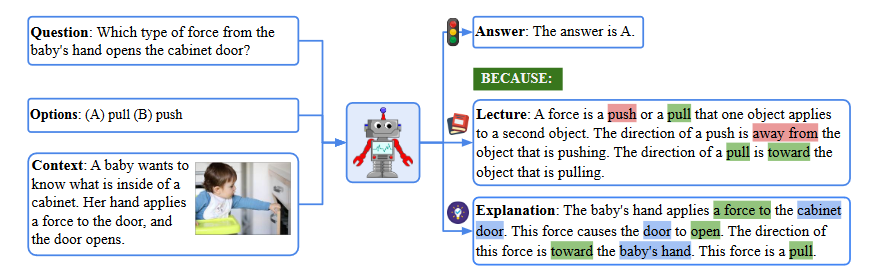 Question: Which type of force from the
baby's hand opens the cabinet door?
Options: (A) pull (B) push
Context: A baby wants to
know what is inside of a
cabinet. Her hand applies
a force to the door, and
the door opens.
Answer: The answer is A.
BECAUSE:
Lecture: A force is a push or a pull that one object applies
to a second object. The direction of a push is away from the
object that is pushing. The direction of a pull is toward the
object that is pulling.
Explanation: The baby's hand applies a force to the cabinet
door. This force causes the door to open. The direction of
this force is toward the baby's hand. This force is a pull.